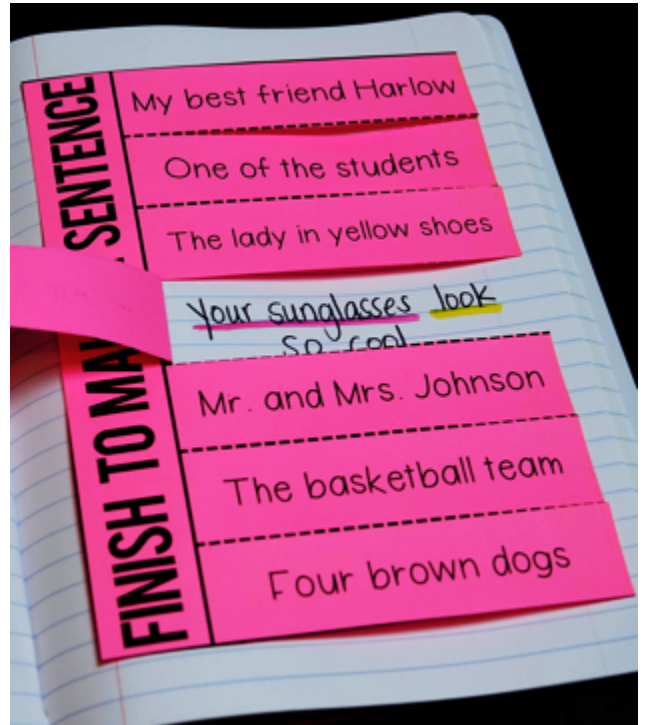 FINISH TO MA SENTENCE
My best friend Harlow
One of the students
The lady in yellow shoes
Your sunglasses look
so cool
Mr. and Mrs. Johnson
The basketball team
Four brown dogs